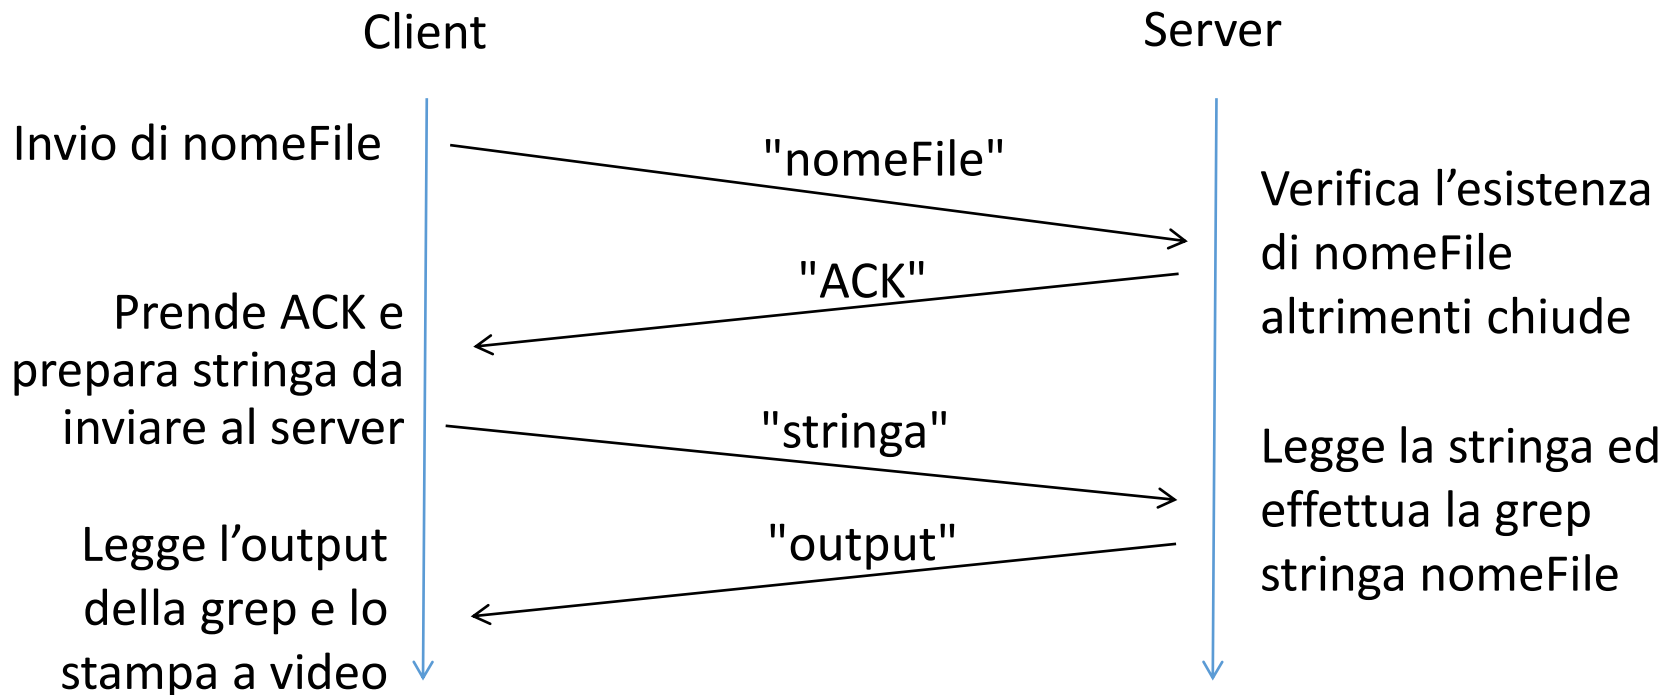 Client
Server
Invio di nomeFile
"nomeFile"
Verifica l’esistenza
di nomeFile
altrimenti chiude
"ACK"
Prende ACK e
prepara stringa da
inviare al server
"stringa"
Legge la stringa ed
effettua la grep
stringa nomeFile
"output"
Legge l’output
della grep e lo
stampa a video